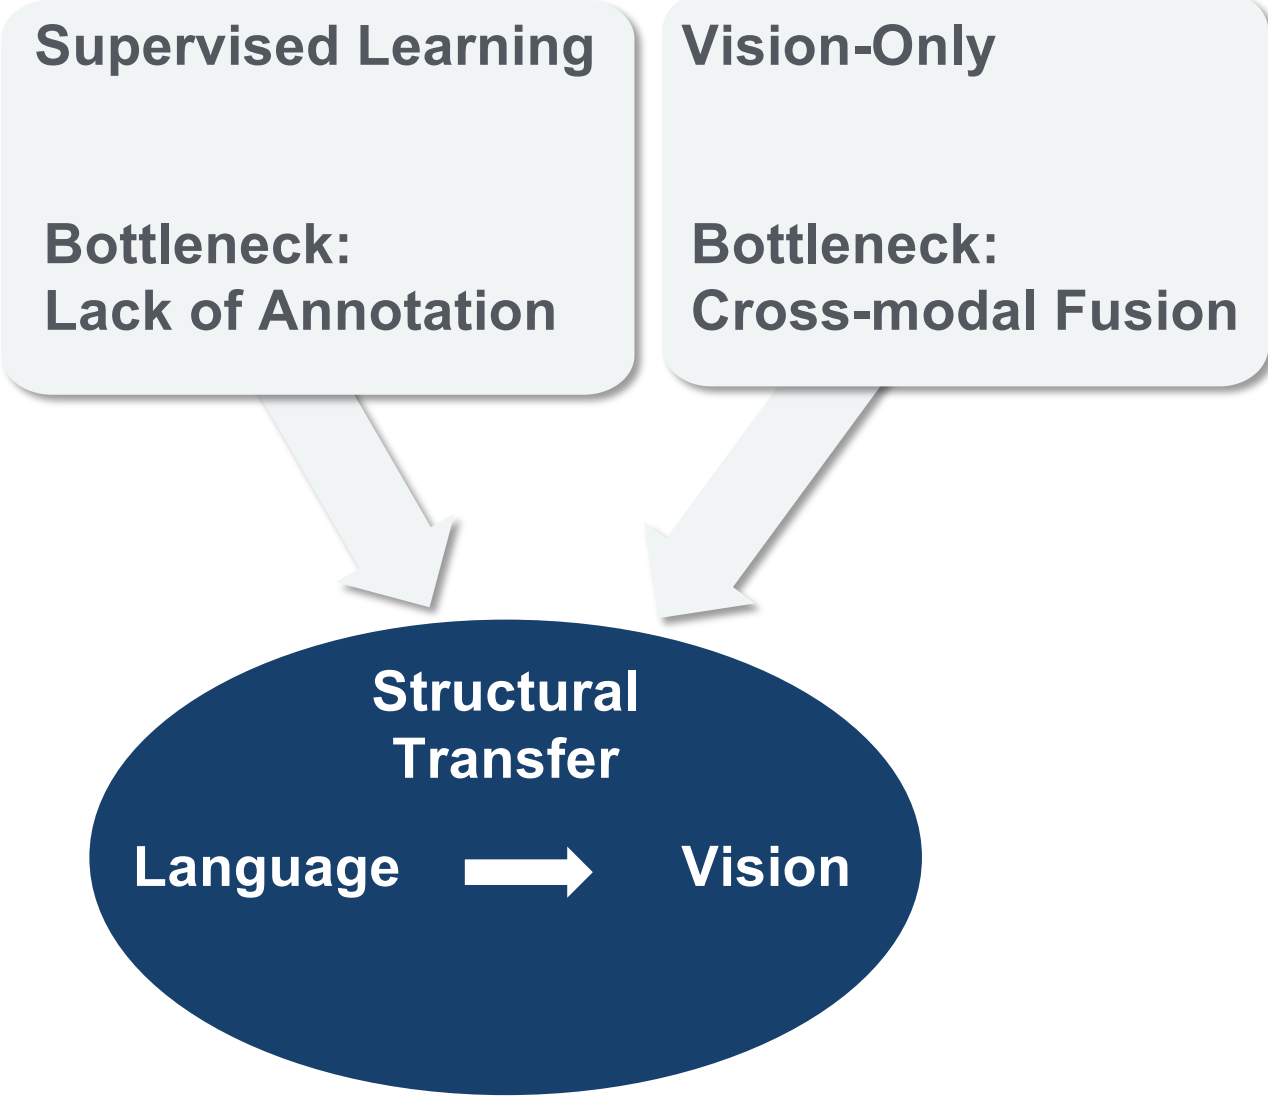 Supervised Learning
Bottleneck:
Lack of Annotation
Vision-Only
Bottleneck:
Cross-modal Fusion
Structural
Transfer
Language
Vision